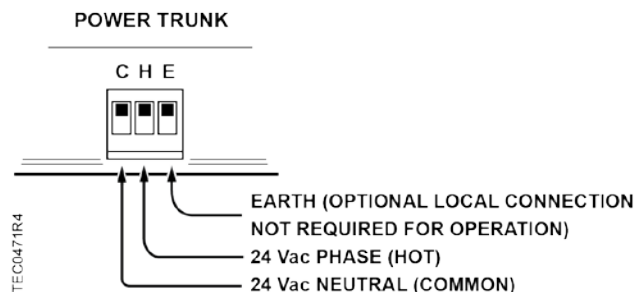 POWER TRUNK
C H E
EARTH (OPTIONAL LOCAL CONNECTION
NOT REQUIRED FOR OPERATION)
24 Vac PHASE (HOT)
24 Vac NEUTRAL (COMMON)
TEC0471R4